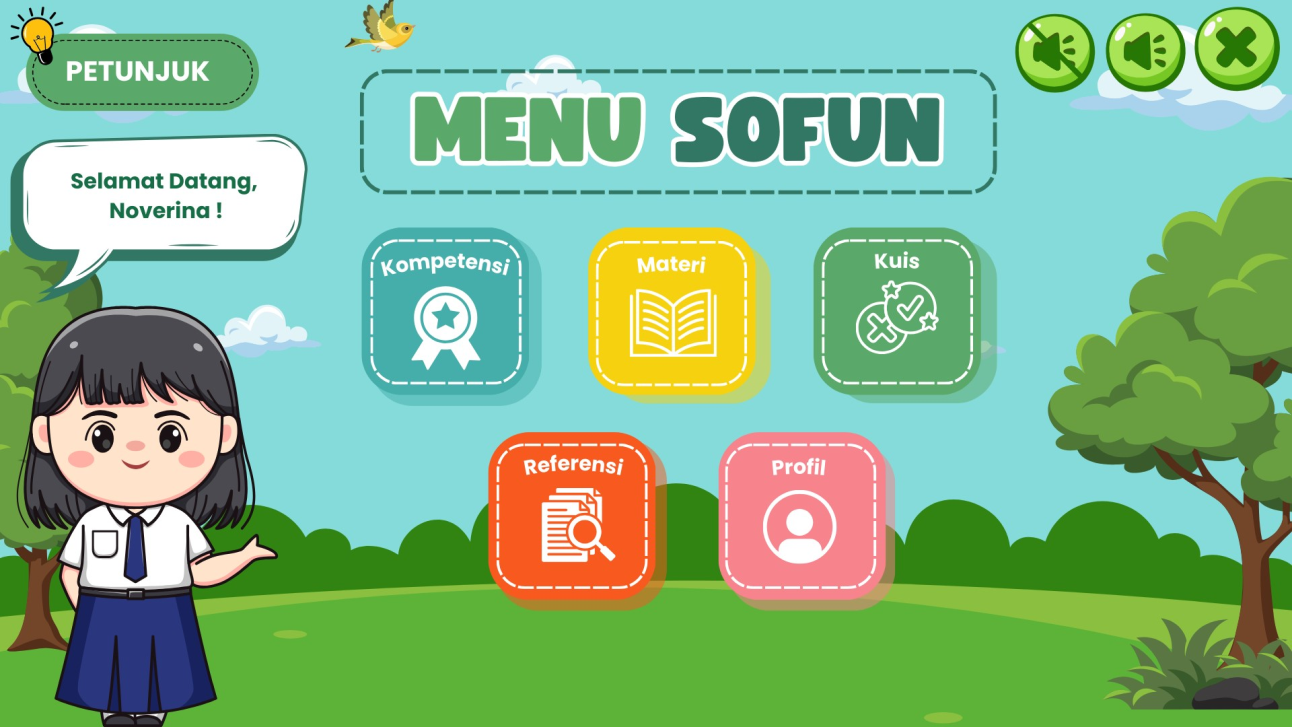 PETUNJUK
MENU SOFUN
Selamat Datang,
Noverina !
Kompetensi
Materi
Kuis
Referensi
Profil